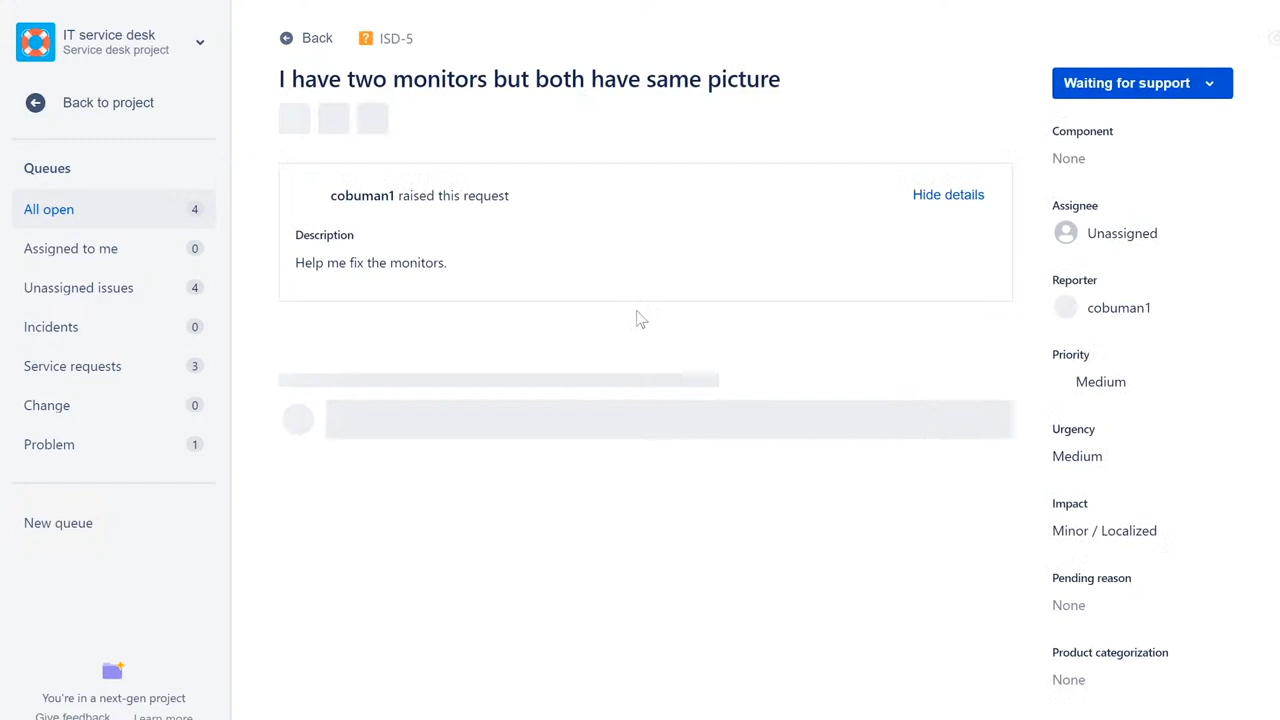 IT service desk
Service desk project
Back to project
Queues
All open 4
Assigned to me 0
Unassigned issues 4
Incidents 0
Service requests 3
Change 0
Problem 1
New queue
You're in a next-gen project
Give feedback Learn more
Back ISD-5
I have two monitors but both have same picture
cobuman1 raised this request
Hide details
Description
Help me fix the monitors.
Waiting for support
Component
None
Assignee
Unassigned
Reporter
cobuman1
Priority
Medium
Urgency
Medium
Impact
Minor / Localized
Pending reason
None
Product categorization
None